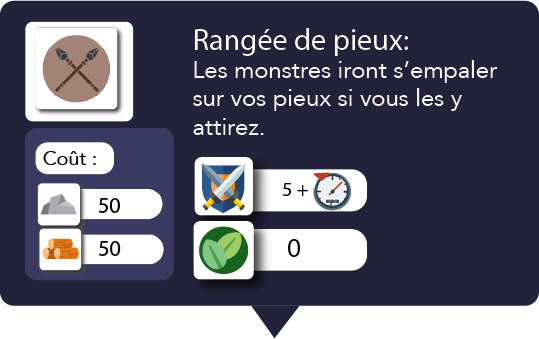 Rangée de pieux:
Les monstres iront s’empaler
sur vos pieux si vous les y
attirez.
Coût :
50
50
5 +
0